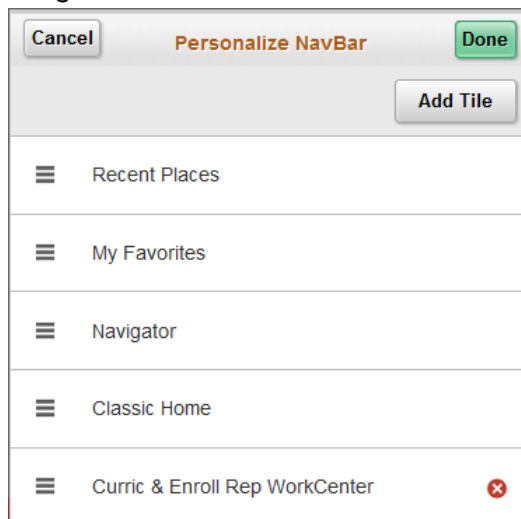 Cancel Personalize NavBar Done
Add Tile
Recent Places
My Favorites
Navigator
Classic Home
Curric & Enroll Rep WorkCenter